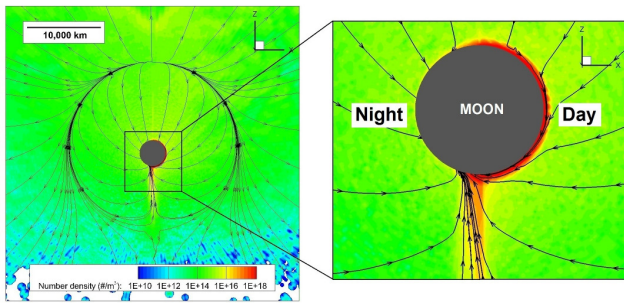 10,000 km
Z
X
Number density (#/m³): 1E+10 1E+12 1E+14 1E+16 1E+18
Z
X
Night
MOON
Day